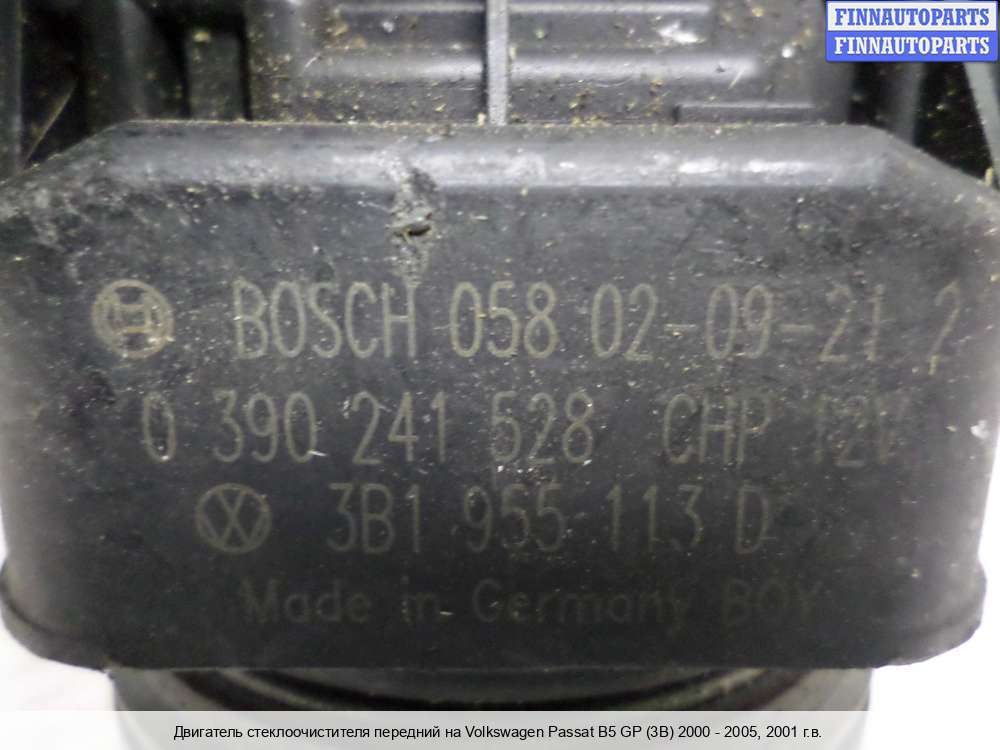 FINNAUTOPARTS
FINNAUTOPARTS
BOSCH 058 02-09-21 2
0 390 241 528 CHP 12V
3B1 955 113 D
Made in Germany BOY
Двигатель стеклоочистителя передний на Volkswagen Passat B5 GP (3B) 2000 - 2005, 2001 г.в.